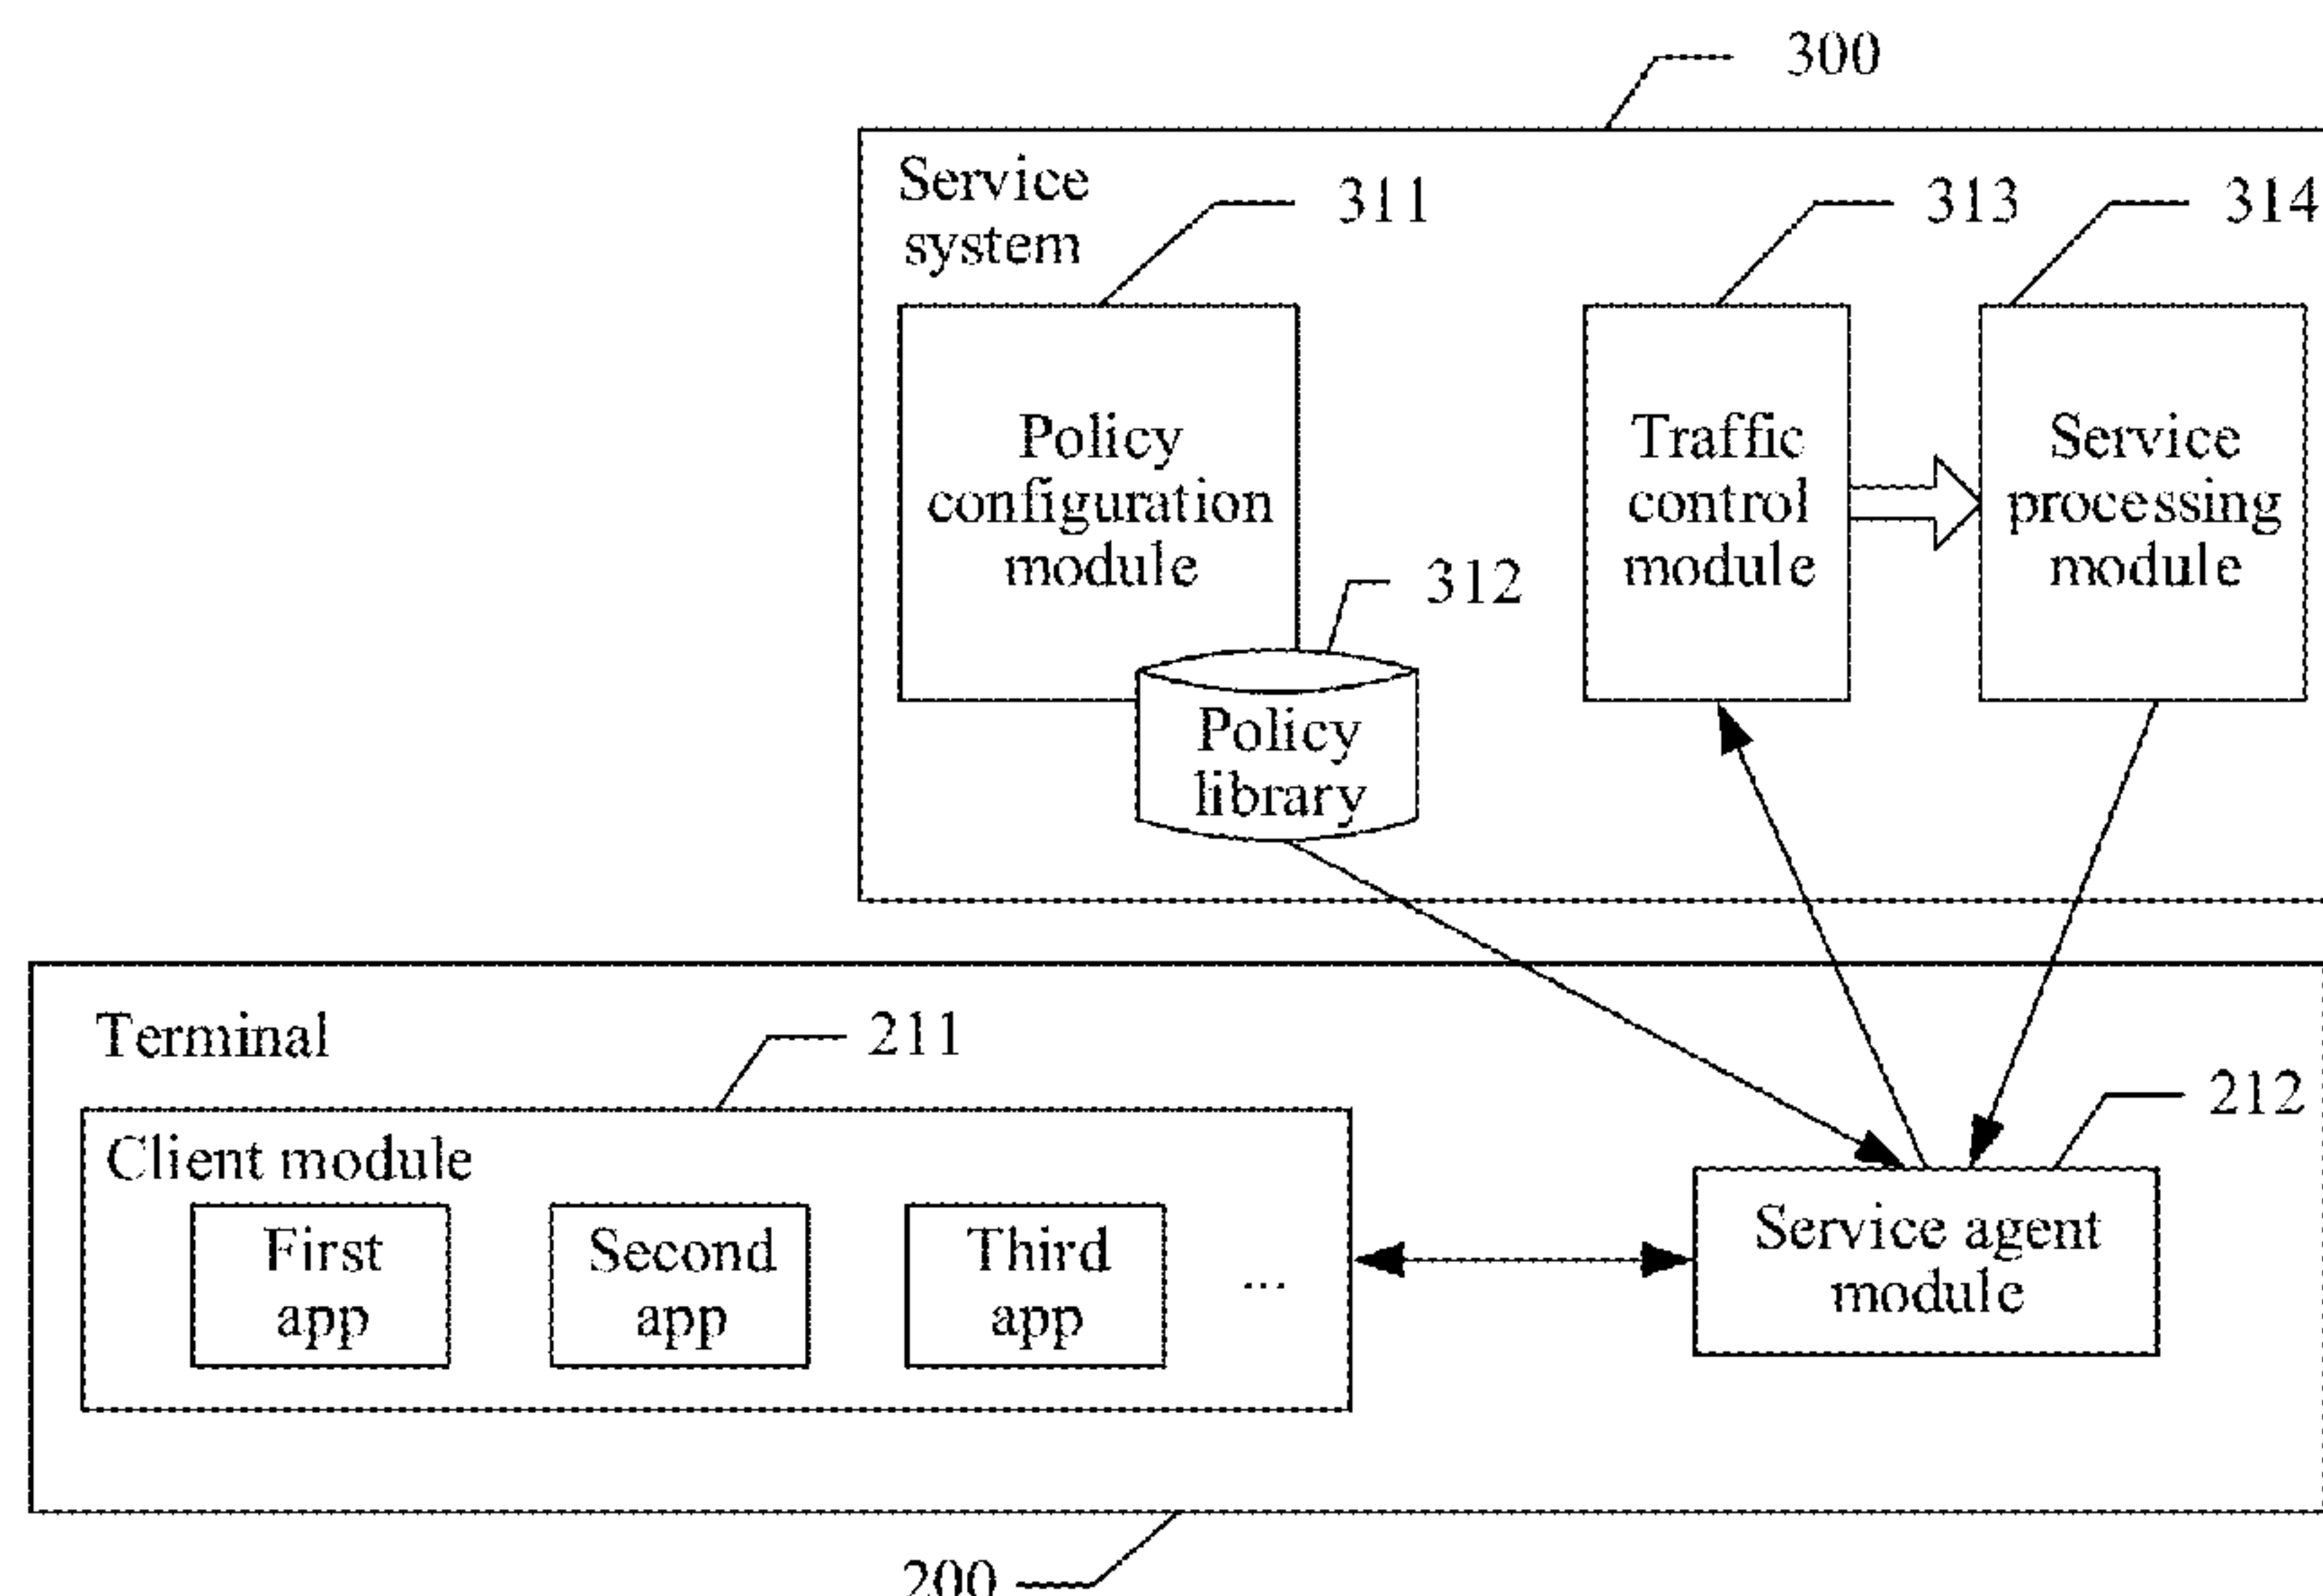 300
Service
system
311
313
314
Policy
configuration
module
Traffic
control
module
Service
processing
module
312
Policy
library
Terminal
211
212
Client module
First
app
Second
app
Third
app
...
Service agent
module
200